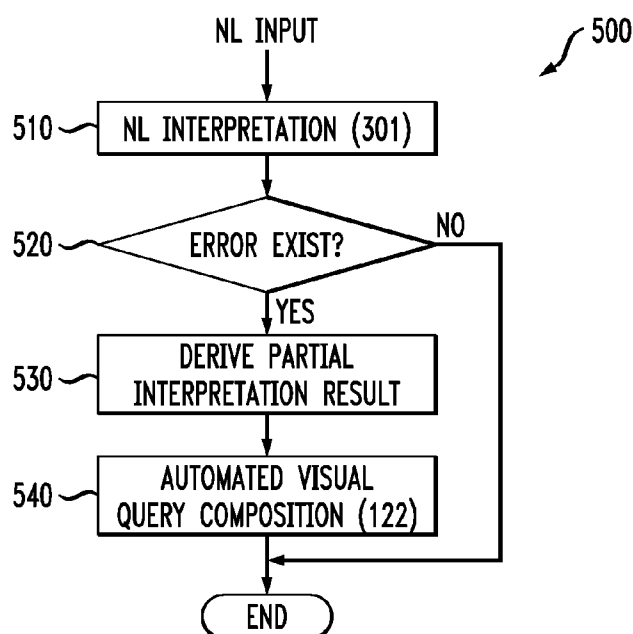 NL INPUT
500
510
NL INTERPRETATION (301)
520
ERROR EXIST?
NO
YES
530
DERIVE PARTIAL
INTERPRETATION RESULT
540
AUTOMATED VISUAL
QUERY COMPOSITION (122)
END